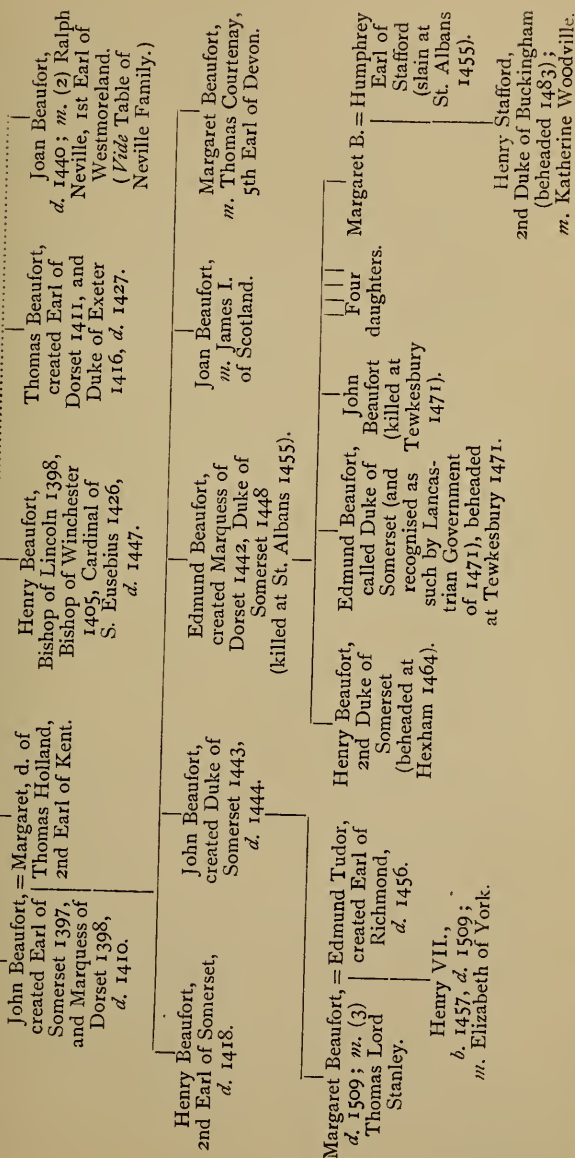 John Beaufort, = Margaret, d. of
created Earl of Thomas Holland,
Somerset 1397, 2nd Earl of Kent.
and Marquess of
Dorset 1398,
d. 1410.
Henry Beaufort,
Bishop of Lincoln 1398,
Bishop of Winchester
1405, Cardinal of
S. Eusebius 1426,
d. 1447.
Thomas Beaufort,
created Earl of
Dorset 1411, and
Duke of Exeter
1416, d. 1427.
Joan Beaufort,
d. 1440; m. (2) Ralph
Neville, 1st Earl of
Westmoreland.
(Vide Table of
Neville Family.)
Henry Beaufort,
2nd Earl of Somerset,
d. 1418.
John Beaufort,
created Duke of
Somerset 1443,
d. 1444.
Edmund Beaufort,
created Marquess of
Dorset 1442, Duke of
Somerset 1448
(killed at St. Albans 1455).
Joan Beaufort,
m. James I.
of Scotland.
Margaret Beaufort,
m. Thomas Courtenay,
5th Earl of Devon.
Margaret Beaufort, = Edmund Tudor,
d. 1509; m. (3) created Earl of
Thomas Lord Richmond,
Stanley. d. 1456.
Henry Beaufort,
2nd Duke of
Somerset
(beheaded at
Hexham 1464).
Edmund Beaufort,
called Duke of
Somerset (and
recognised as
such by Lancas-
trian Government
of 1471), beheaded
at Tewkesbury 1471.
John
Beaufort
(killed at
Tewkesbury
1471).
Four
daughters.
Margaret B. = Humphrey
Earl of
Stafford
(slain at
St. Albans
1455).
Henry VII.,
b. 1457, d. 1509;
m. Elizabeth of York.
Henry Stafford,
2nd Duke of Buckingham
(beheaded 1483);
m. Katherine Woodville.